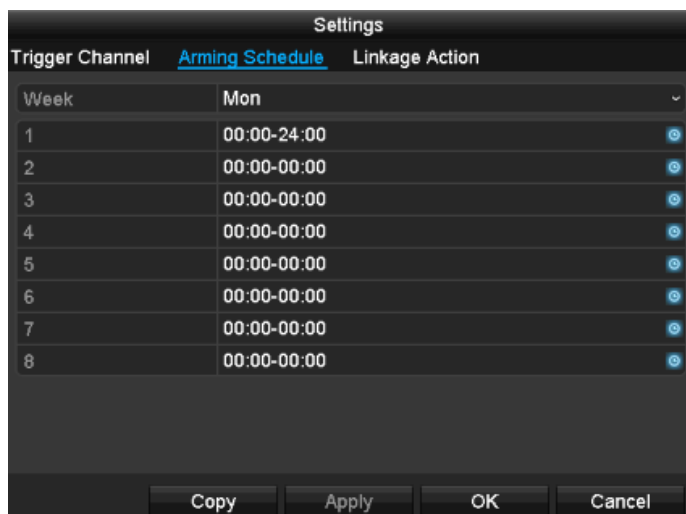 Settings
Trigger Channel Arming Schedule Linkage Action
Week Mon
1 00:00-24:00
2 00:00-00:00
3 00:00-00:00
4 00:00-00:00
5 00:00-00:00
6 00:00-00:00
7 00:00-00:00
8 00:00-00:00
Copy Apply OK Cancel